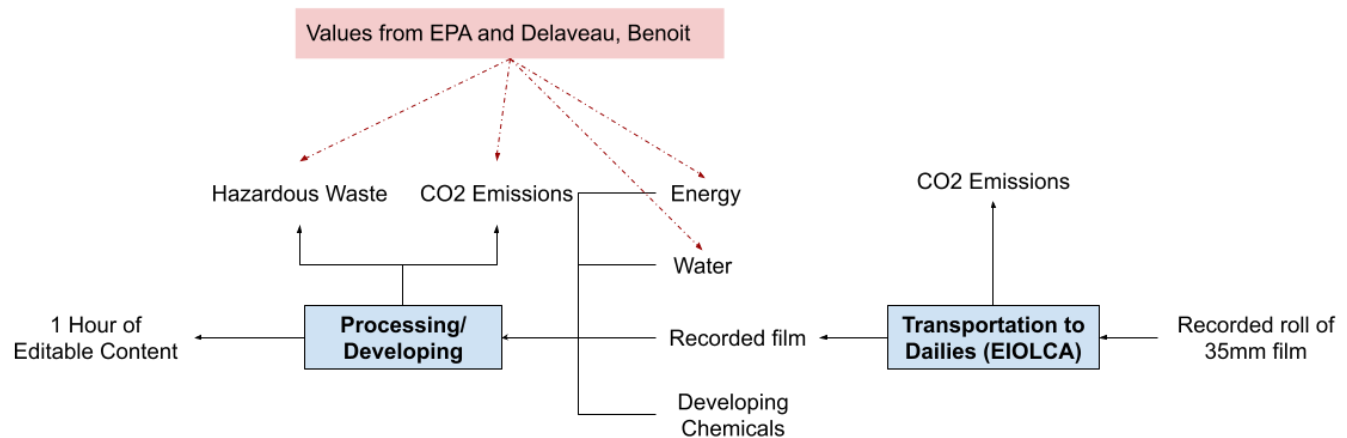 Values from EPA and Delaveau, Benoit
Hazardous Waste
CO2 Emissions
Energy
CO2 Emissions
Water
1 Hour of
Editable Content
Processing/
Developing
Recorded film
Transportation to
Dailies (EIOLCA)
Recorded roll of
35mm film
Developing
Chemicals